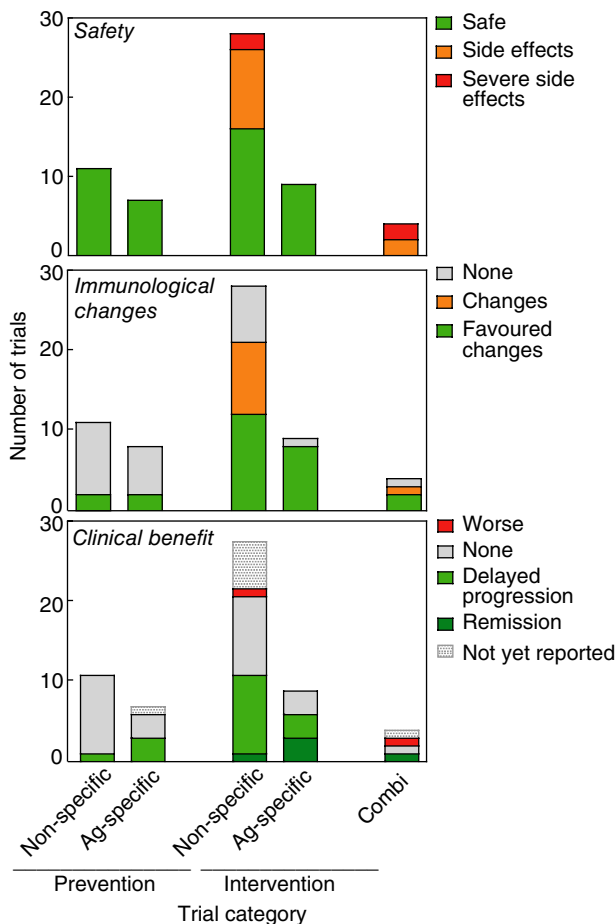 Safety
30
20
10
0
Safe
Side effects
Severe side
effects
Immunological
changes
30
20
10
0
None
Changes
Favoured
changes
Number of trials
Clinical benefit
30
20
10
0
Worse
None
Delayed
progression
Remission
Not yet reported
Non-specific
Ag-specific
Non-specific
Ag-specific
Combi
Prevention
Intervention
Trial category